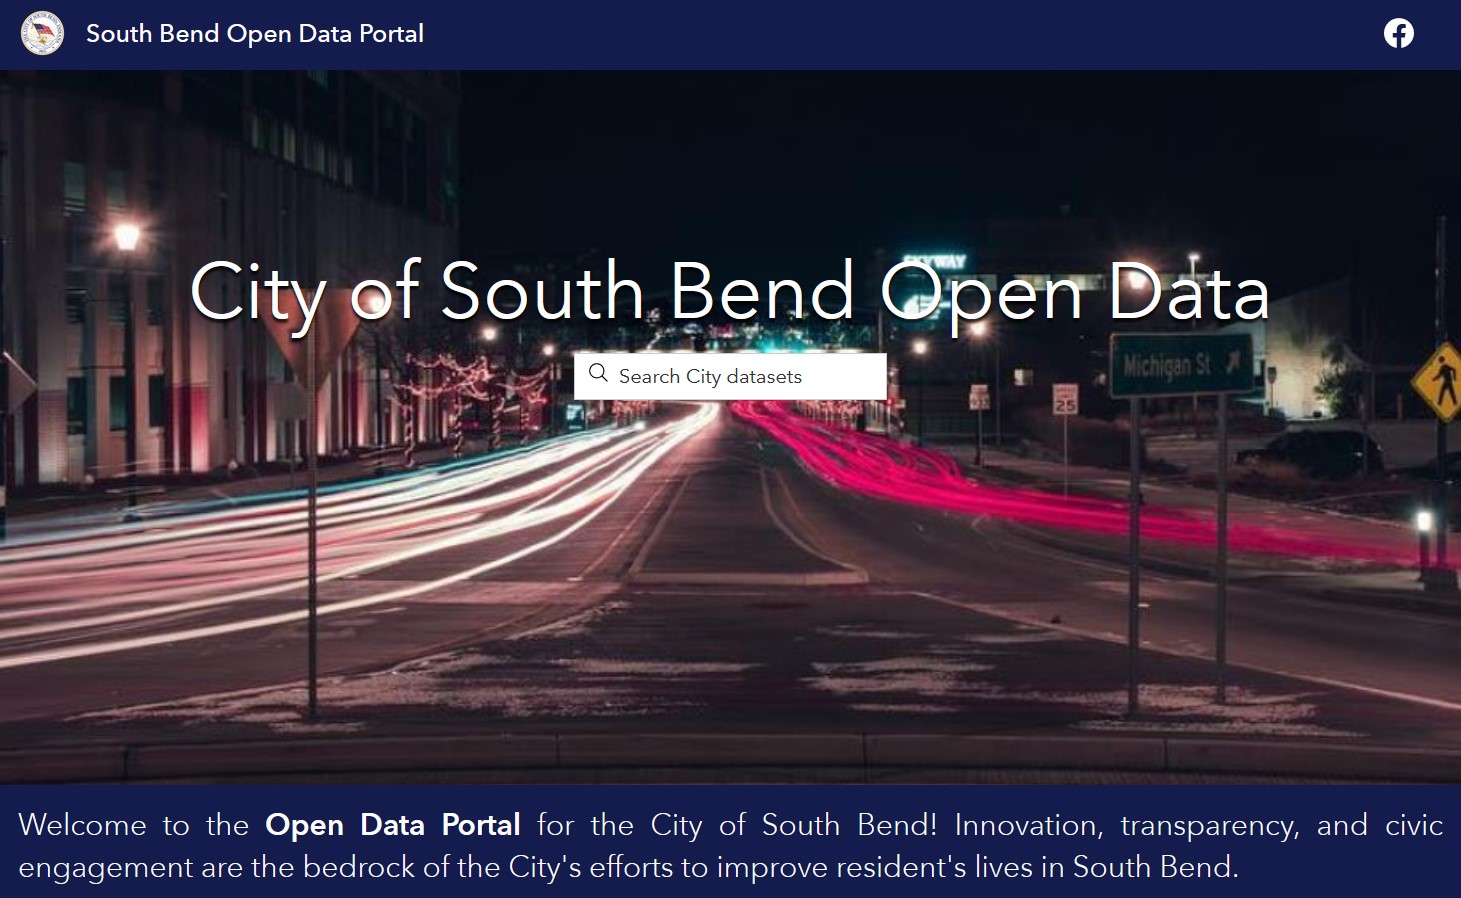 South Bend Open Data Portal
SKYWAY
City of South Bend Open Data
Michigan St
Search City datasets
25
Welcome to the Open Data Portal for the City of South Bend! Innovation, transparency, and civic
engagement are the bedrock of the City's efforts to improve resident's lives in South Bend.